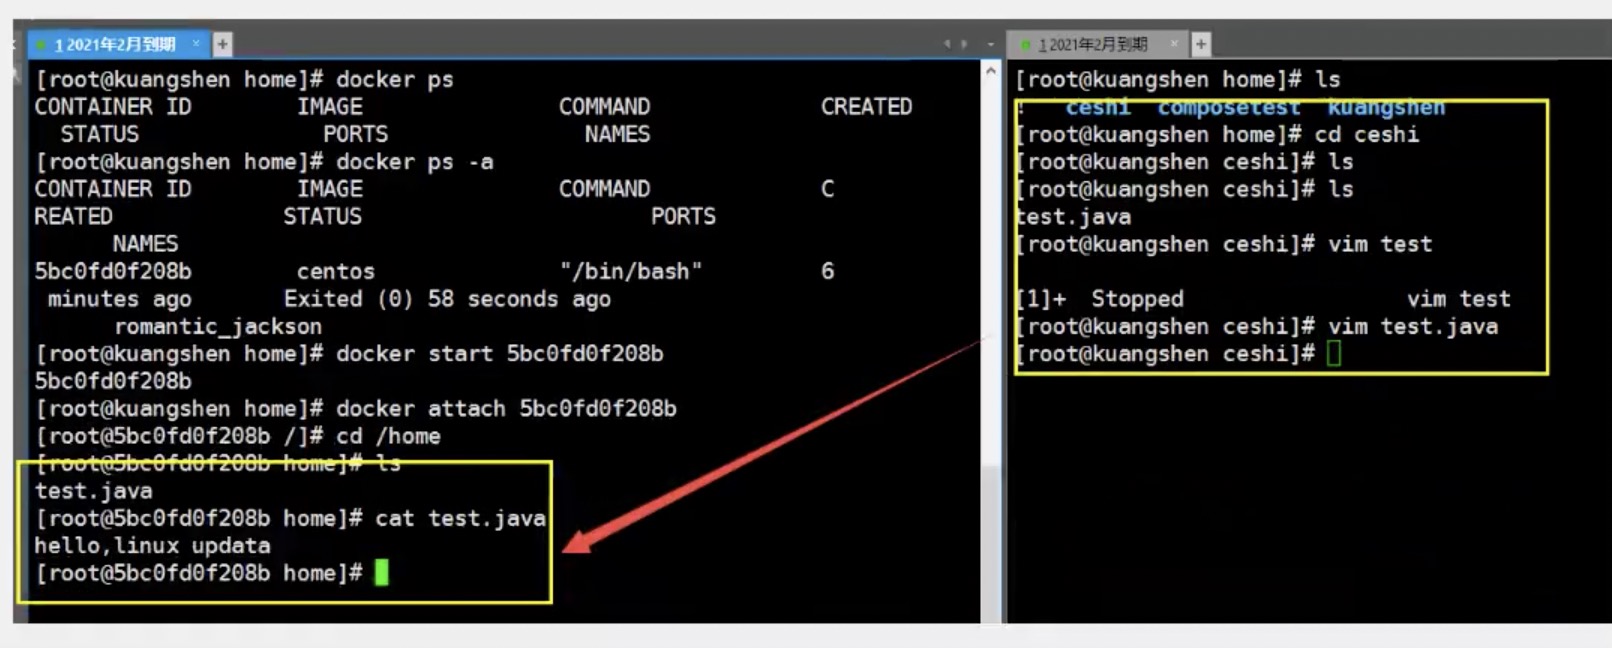 1 2021年2月到期 × +
[root@kuangshen home]# docker ps
CONTAINER ID IMAGE COMMAND CREATED
STATUS PORTS NAMES
[root@kuangshen home]# docker ps -a
CONTAINER ID IMAGE COMMAND C
REATED STATUS PORTS
NAMES
5bc0fd0f208b centos "/bin/bash" 6
minutes ago Exited (0) 58 seconds ago
romantic_jackson
[root@kuangshen home]# docker start 5bc0fd0f208b
5bc0fd0f208b
[root@kuangshen home]# docker attach 5bc0fd0f208b
[root@5bc0fd0f208b /]# cd /home
[root@5bc0fd0f208b home]# ls
test.java
[root@5bc0fd0f208b home]# cat test.java
hello,linux updata
[root@5bc0fd0f208b home]#
1 2021年2月到期 × +
[root@kuangshen home]# ls
! ceshi composetest kuangshen
[root@kuangshen home]# cd ceshi
[root@kuangshen ceshi]# ls
[root@kuangshen ceshi]# ls
test.java
[root@kuangshen ceshi]# vim test
[1]+ Stopped vim test
[root@kuangshen ceshi]# vim test.java
[root@kuangshen ceshi]#